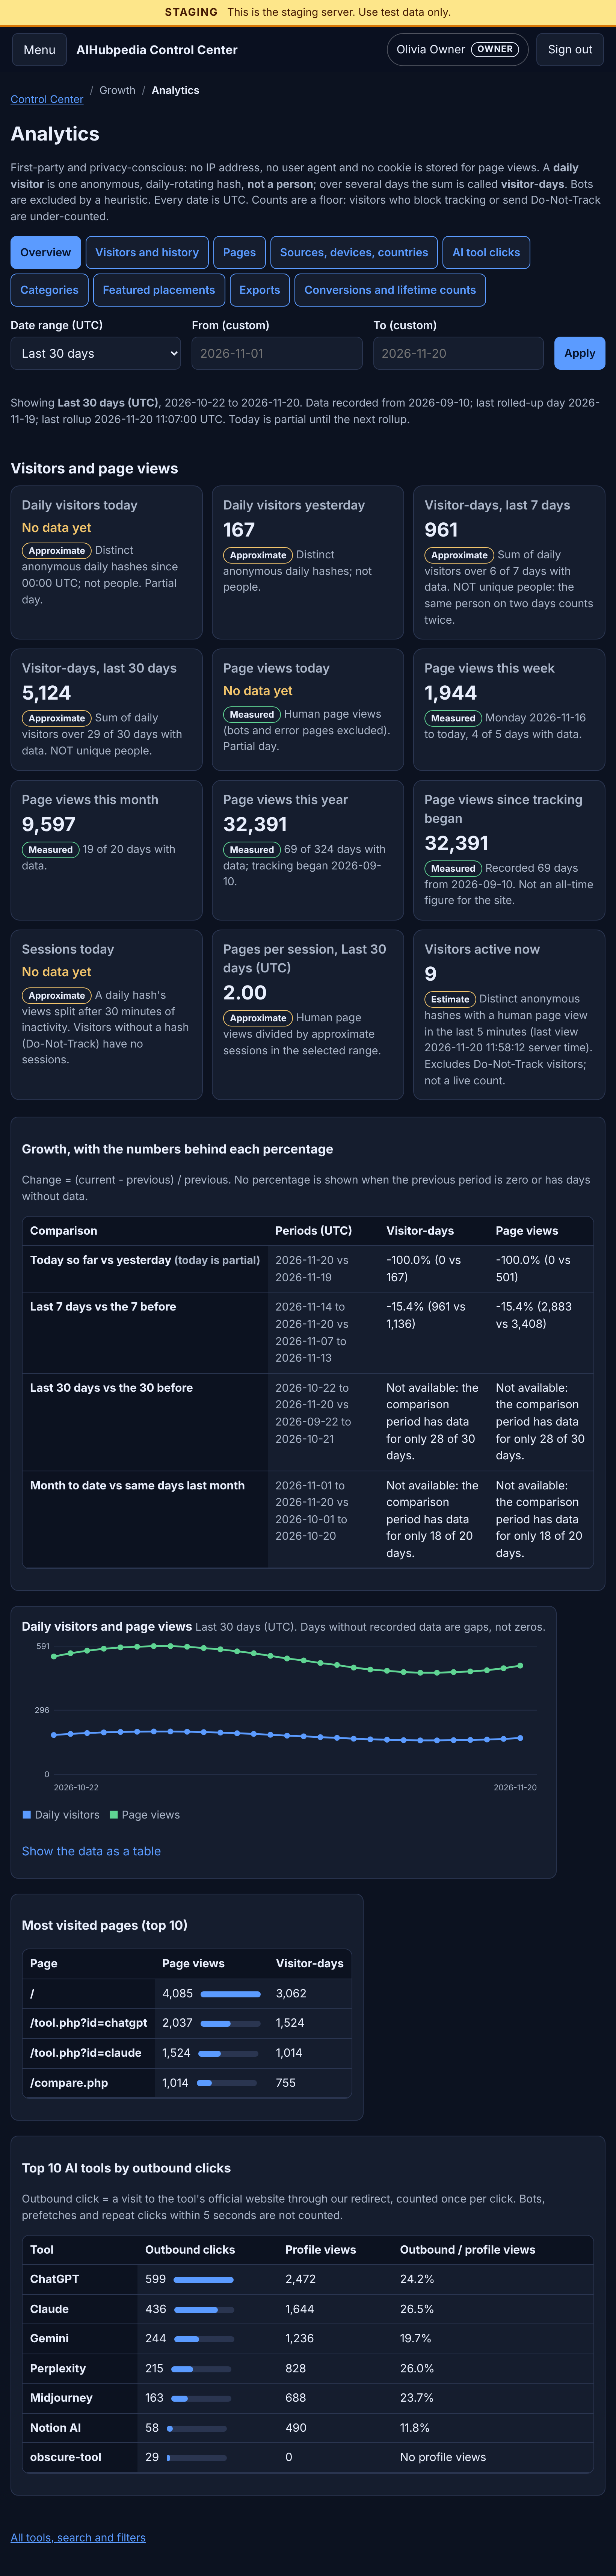 STAGING This is the staging server. Use test data only.
Menu
AIHubpedia Control Center
Olivia Owner OWNER
Sign out
Control Center / Growth / Analytics
Analytics
First-party and privacy-conscious: no IP address, no user agent and no cookie is stored for page views. A daily
visitor is one anonymous, daily-rotating hash, not a person; over several days the sum is called visitor-days. Bots
are excluded by a heuristic. Every date is UTC. Counts are a floor: visitors who block tracking or send Do-Not-Track
are under-counted.
Overview
Visitors and history
Pages
Sources, devices, countries
AI tool clicks
Categories
Featured placements
Exports
Conversions and lifetime counts
Date range (UTC)
Last 30 days
From (custom)
2026-11-01
To (custom)
2026-11-20
Apply
Showing Last 30 days (UTC), 2026-10-22 to 2026-11-20. Data recorded from 2026-09-10; last rolled-up day 2026-
11-19; last rollup 2026-11-20 11:07:00 UTC. Today is partial until the next rollup.
Visitors and page views
Daily visitors today
No data yet
Approximate Distinct
anonymous daily hashes since
00:00 UTC; not people. Partial
day.
Daily visitors yesterday
167
Approximate Distinct
anonymous daily hashes; not
people.
Visitor-days, last 7 days
961
Approximate Sum of daily
visitors over 6 of 7 days with
data. NOT unique people: the
same person on two days counts
twice.
Visitor-days, last 30 days
5,124
Approximate Sum of daily
visitors over 29 of 30 days with
data. NOT unique people.
Page views today
No data yet
Measured Human page views
(bots and error pages excluded).
Partial day.
Page views this week
1,944
Measured Monday 2026-11-16
to today, 4 of 5 days with data.
Page views this month
9,597
Measured 19 of 20 days with
data.
Page views this year
32,391
Measured 69 of 324 days with
data; tracking began 2026-09-
10.
Page views since tracking
began
32,391
Measured Recorded 69 days
from 2026-09-10. Not an all-time
figure for the site.
Sessions today
No data yet
Approximate A daily hash's
views split after 30 minutes of
inactivity. Visitors without a hash
(Do-Not-Track) have no
sessions.
Pages per session, Last 30
days (UTC)
2.00
Approximate Human page
views divided by approximate
sessions in the selected range.
Visitors active now
9
Estimate Distinct anonymous
hashes with a human page view
in the last 5 minutes (last view
2026-11-20 11:58:12 server time).
Excludes Do-Not-Track visitors;
not a live count.
Growth, with the numbers behind each percentage
Change = (current - previous) / previous. No percentage is shown when the previous period is zero or has days
without data.
Comparison Periods (UTC) Visitor-days Page views
Today so far vs yesterday (today is partial)
2026-11-20 vs
2026-11-19
-100.0% (0 vs
167)
-100.0% (0 vs
501)
Last 7 days vs the 7 before
2026-11-14 to
2026-11-20 vs
2026-11-07 to
2026-11-13
-15.4% (961 vs
1,136)
-15.4% (2,883
vs 3,408)
Last 30 days vs the 30 before
2026-10-22 to
2026-11-20 vs
2026-09-22 to
2026-10-21
Not available: the
comparison
period has data
for only 28 of 30
days.
Not available:
the comparison
period has data
for only 28 of 30
days.
Month to date vs same days last month
2026-11-01 to
2026-11-20 vs
2026-10-01 to
2026-10-20
Not available: the
comparison
period has data
for only 18 of 20
days.
Not available:
the comparison
period has data
for only 18 of 20
days.
Daily visitors and page views Last 30 days (UTC). Days without recorded data are gaps, not zeros.
591
296
0
2026-10-22
2026-11-20
Daily visitors
Page views
Show the data as a table
Most visited pages (top 10)
Page Page views Visitor-days
/ 4,085 3,062
/tool.php?id=chatgpt 2,037 1,524
/tool.php?id=claude 1,524 1,014
/compare.php 1,014 755
Top 10 AI tools by outbound clicks
Outbound click = a visit to the tool's official website through our redirect, counted once per click. Bots,
prefetches and repeat clicks within 5 seconds are not counted.
Tool Outbound clicks Profile views Outbound / profile views
ChatGPT 599 2,472 24.2%
Claude 436 1,644 26.5%
Gemini 244 1,236 19.7%
Perplexity 215 828 26.0%
Midjourney 163 688 23.7%
Notion AI 58 490 11.8%
obscure-tool 29 0 No profile views
All tools, search and filters